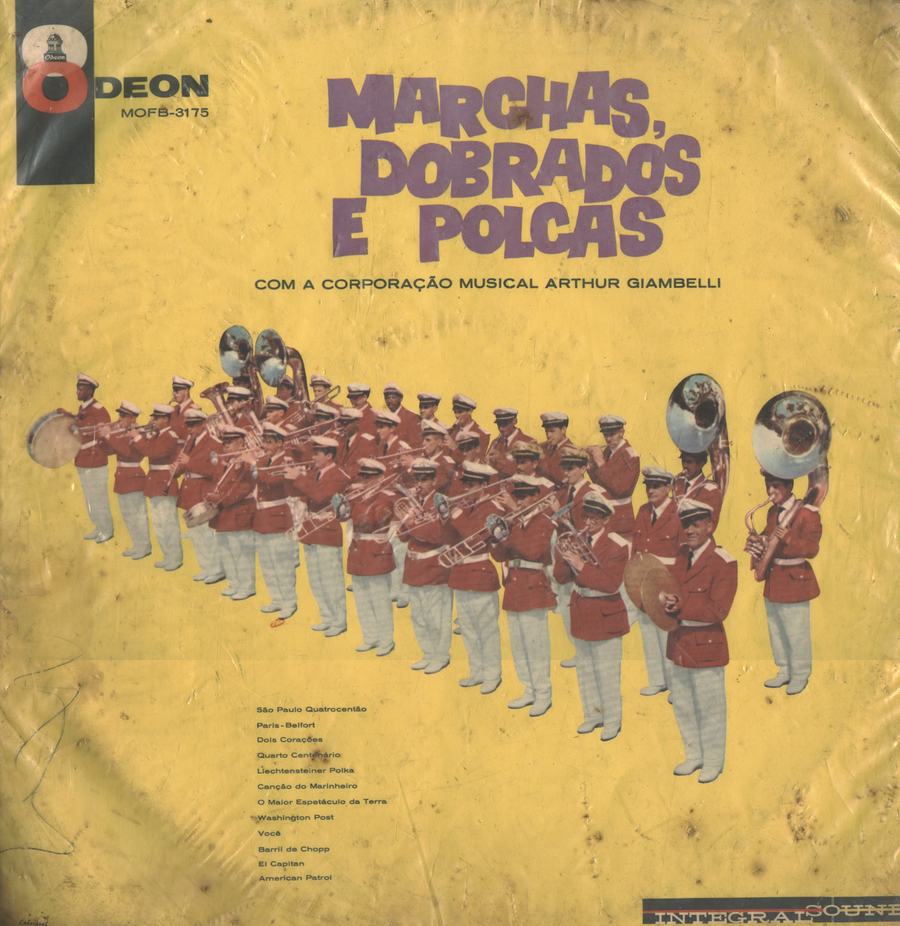 Odeon
ODEON
MOFB-3175
MARCHAS,
DOBRADOS
E POLCAS
COM A CORPORAÇÃO MUSICAL ARTHUR GIAMBELLI
São Paulo Quatrocentão
Paris-Belfort
Dois Corações
Quarto Centenário
Liechtensteiner Polka
Canção do Marinheiro
O Maior Espetáculo da Terra
Washington Post
Você
Barril de Chopp
El Capitan
American Patrol
INTEGRAL SOUND